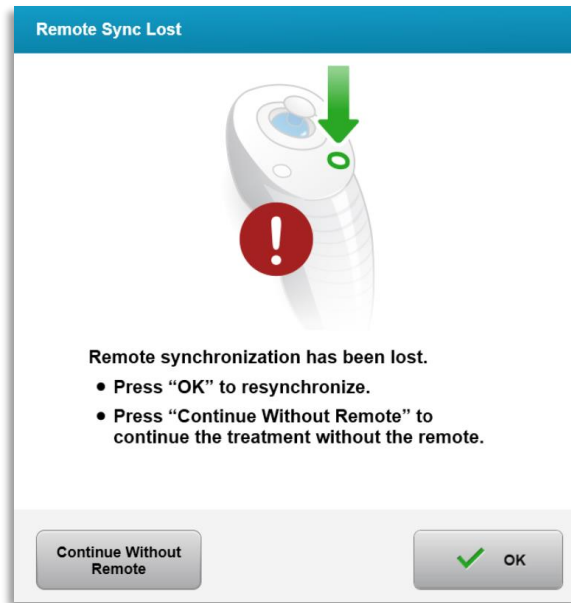 Remote Sync Lost
Remote synchronization has been lost.
• Press “OK” to resynchronize.
• Press “Continue Without Remote” to
continue the treatment without the remote.
Continue Without
Remote
OK